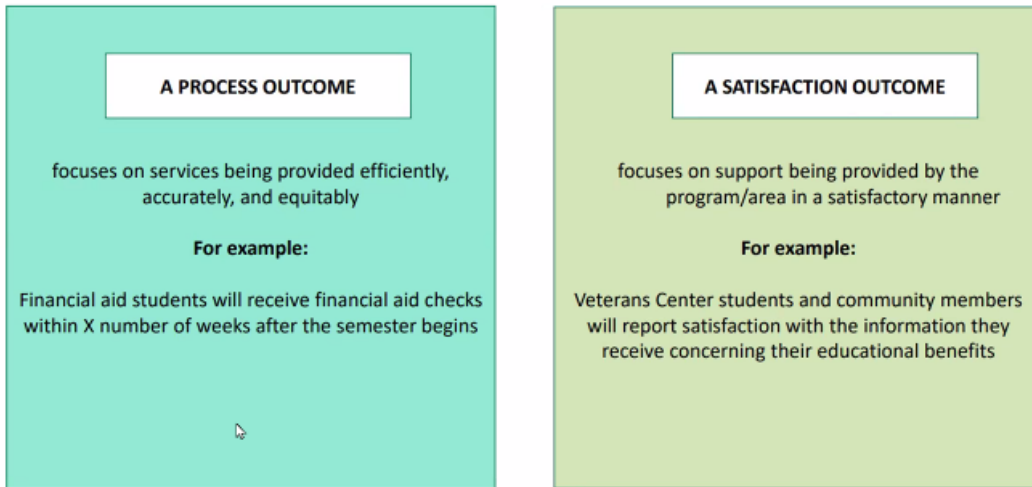 A PROCESS OUTCOME
focuses on services being provided efficiently,
accurately, and equitably
For example:
Financial aid students will receive financial aid checks
within X number of weeks after the semester begins
A SATISFACTION OUTCOME
focuses on support being provided by the
program/area in a satisfactory manner
For example:
Veterans Center students and community members
will report satisfaction with the information they
receive concerning their educational benefits